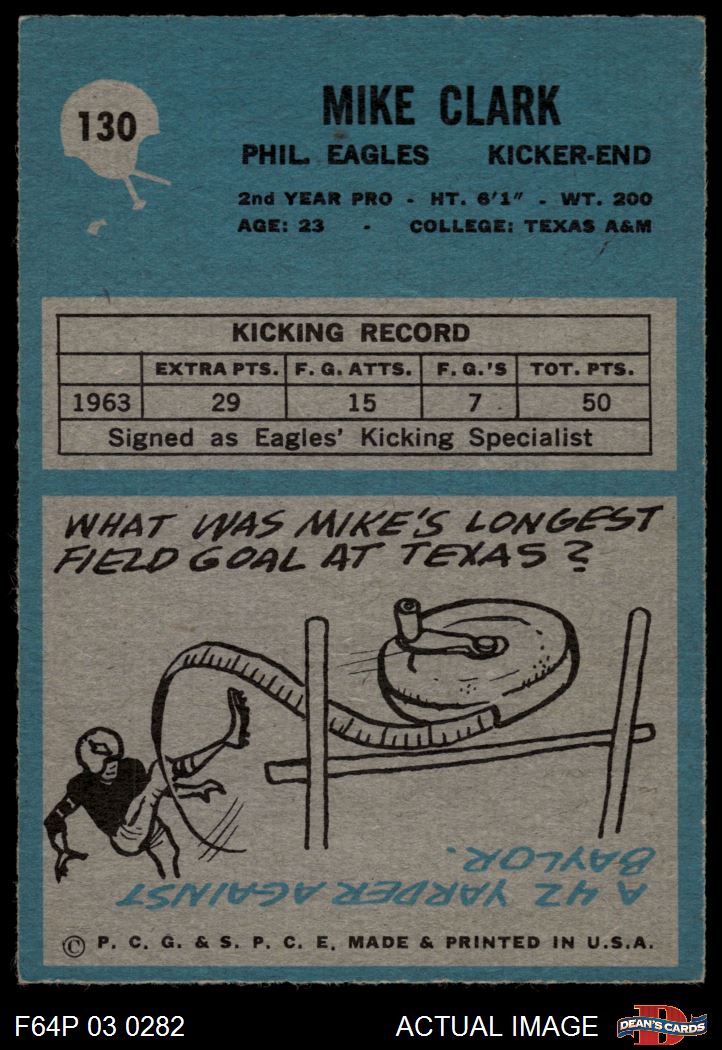 130
MIKE CLARK
PHIL. EAGLES KICKER-END
2nd YEAR PRO - HT. 6'1" - WT. 200
AGE: 23 - COLLEGE: TEXAS A&M
KICKING RECORD
EXTRA PTS. F. G. ATTS. F. G.'S TOT. PTS.
1963 29 15 7 50
Signed as Eagles' Kicking Specialist
WHAT WAS MIKE'S LONGEST
FIELD GOAL AT TEXAS?
A 42 YARDER AGAINST
BAYLOR.
© P. C. G. & S. P. C. E. MADE & PRINTED IN U.S.A.
F64P 03 0282 ACTUAL IMAGE D DEAN'S CARDS